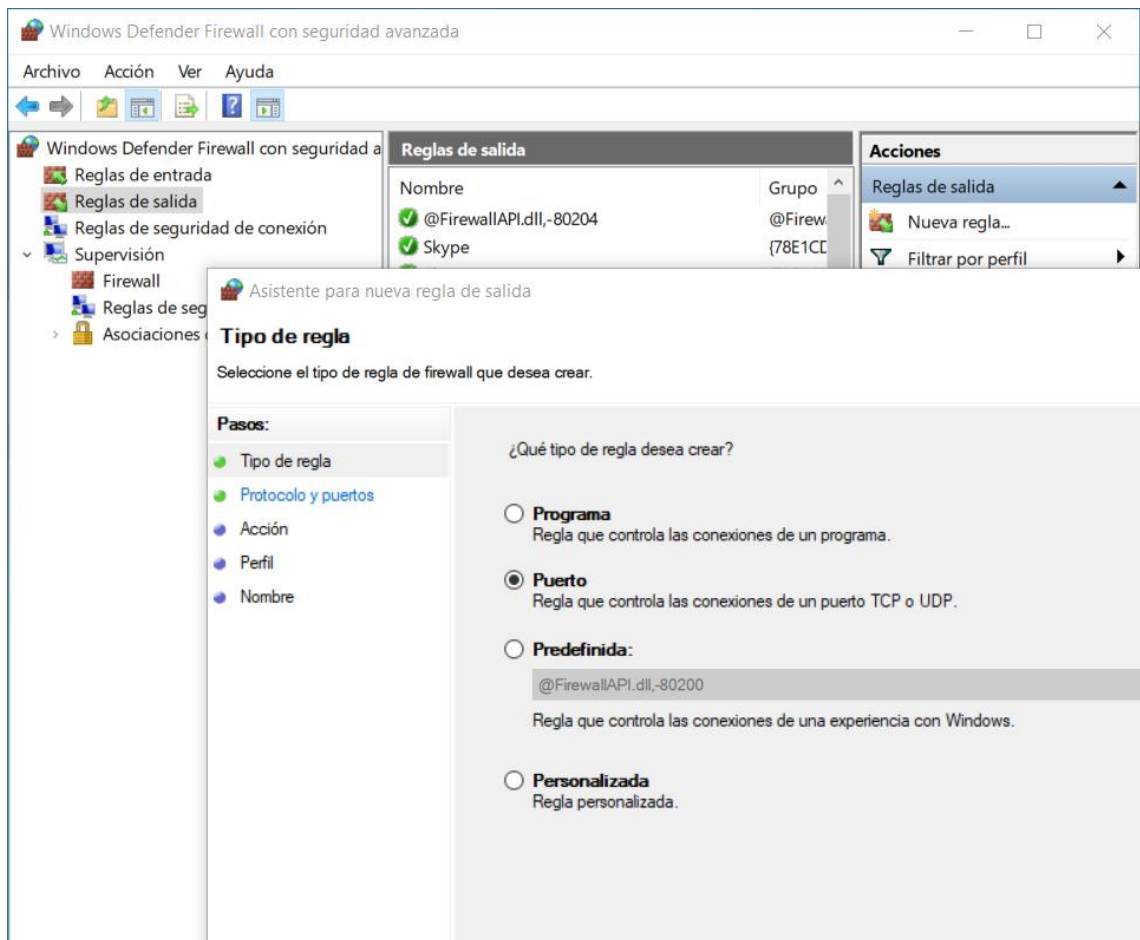 Windows Defender Firewall con seguridad avanzada
Archivo Acción Ver Ayuda
Windows Defender Firewall con seguridad a
Reglas de entrada
Reglas de salida
Reglas de seguridad de conexión
Supervisión
Firewall
Reglas de seg
Asociaciones
Reglas de salida
Nombre Grupo
@FirewallAPI.dll,-80204 @Firew
Skype {78E1CD
Acciones
Reglas de salida
Nueva regla...
Filtrar por perfil
Asistente para nueva regla de salida
Tipo de regla
Seleccione el tipo de regla de firewall que desea crear.
Pasos:
Tipo de regla
Protocolo y puertos
Acción
Perfil
Nombre
¿Qué tipo de regla desea crear?
Programa
Regla que controla las conexiones de un programa.
Puerto
Regla que controla las conexiones de un puerto TCP o UDP.
Predefinida:
@FirewallAPI.dll,-80200
Regla que controla las conexiones de una experiencia con Windows.
Personalizada
Regla personalizada.